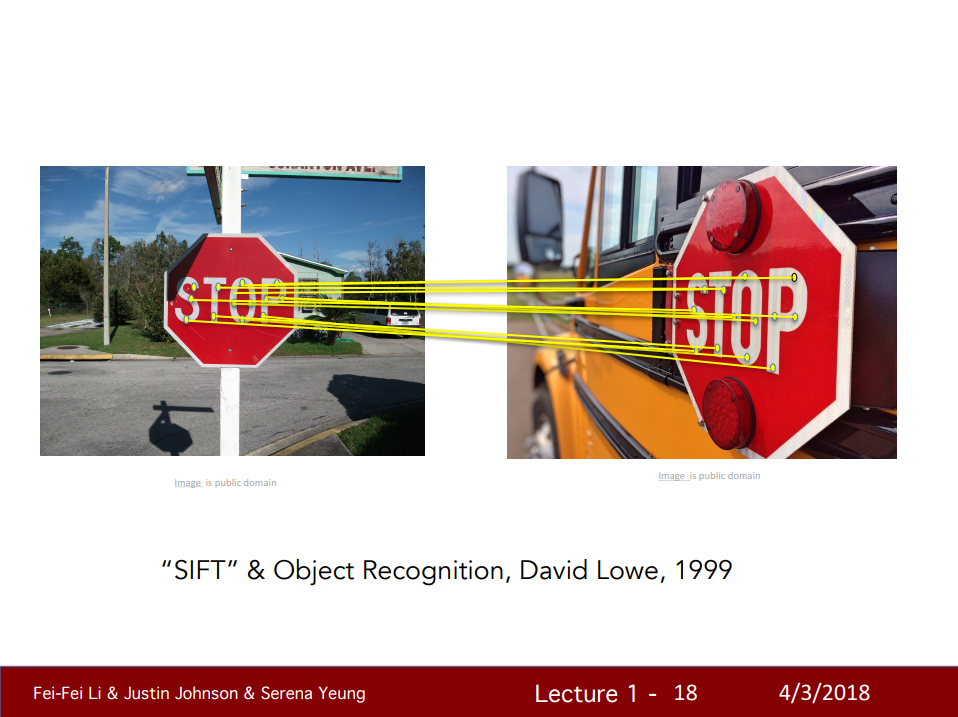 STOP
STOP
Image is public domain
Image is public domain
“SIFT” & Object Recognition, David Lowe, 1999
Fei-Fei Li & Justin Johnson & Serena Yeung
Lecture 1 - 18
4/3/2018